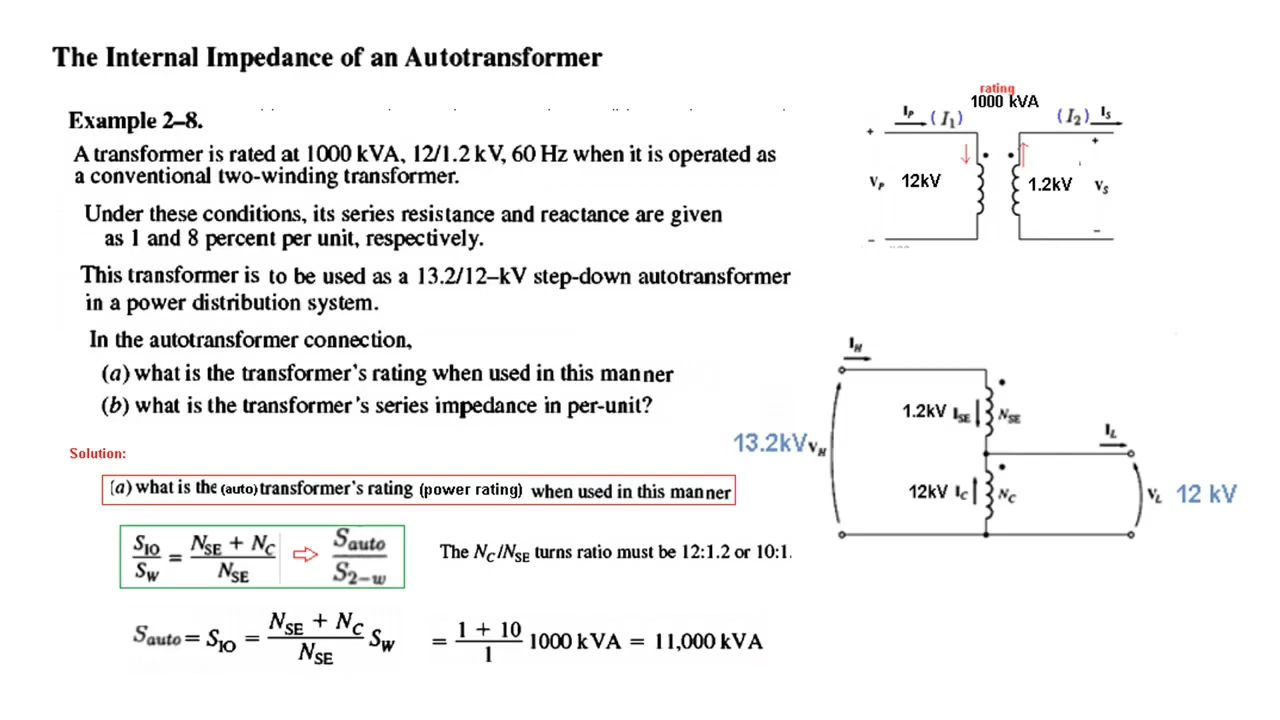 The Internal Impedance of an Autotransformer
Example 2–8.
A transformer is rated at 1000 kVA, 12/1.2 kV, 60 Hz when it is operated as
a conventional two-winding transformer.
Under these conditions, its series resistance and reactance are given
as 1 and 8 percent per unit, respectively.
This transformer is to be used as a 13.2/12–kV step-down autotransformer
in a power distribution system.
In the autotransformer connection,
(a) what is the transformer's rating when used in this manner
(b) what is the transformer's series impedance in per-unit?
Solution:
(a) what is the (auto) transformer's rating (power rating) when used in this manner
S_IO / S_W = (N_SE + N_C) / N_SE ⇨ S_auto / S_2-w
The N_C/N_SE turns ratio must be 12:1.2 or 10:1.
S_auto = S_IO = (N_SE + N_C) / N_SE S_W = (1 + 10) / 1 1000 kVA = 11,000 kVA
rating
1000 kVA
I_P (I_1) (I_2) I_S
+ +
V_P 12kV 1.2kV V_S
– –
I_H
1.2kV I_SE N_SE
I_L
13.2kV V_H
12kV I_C N_C
V_L 12 kV